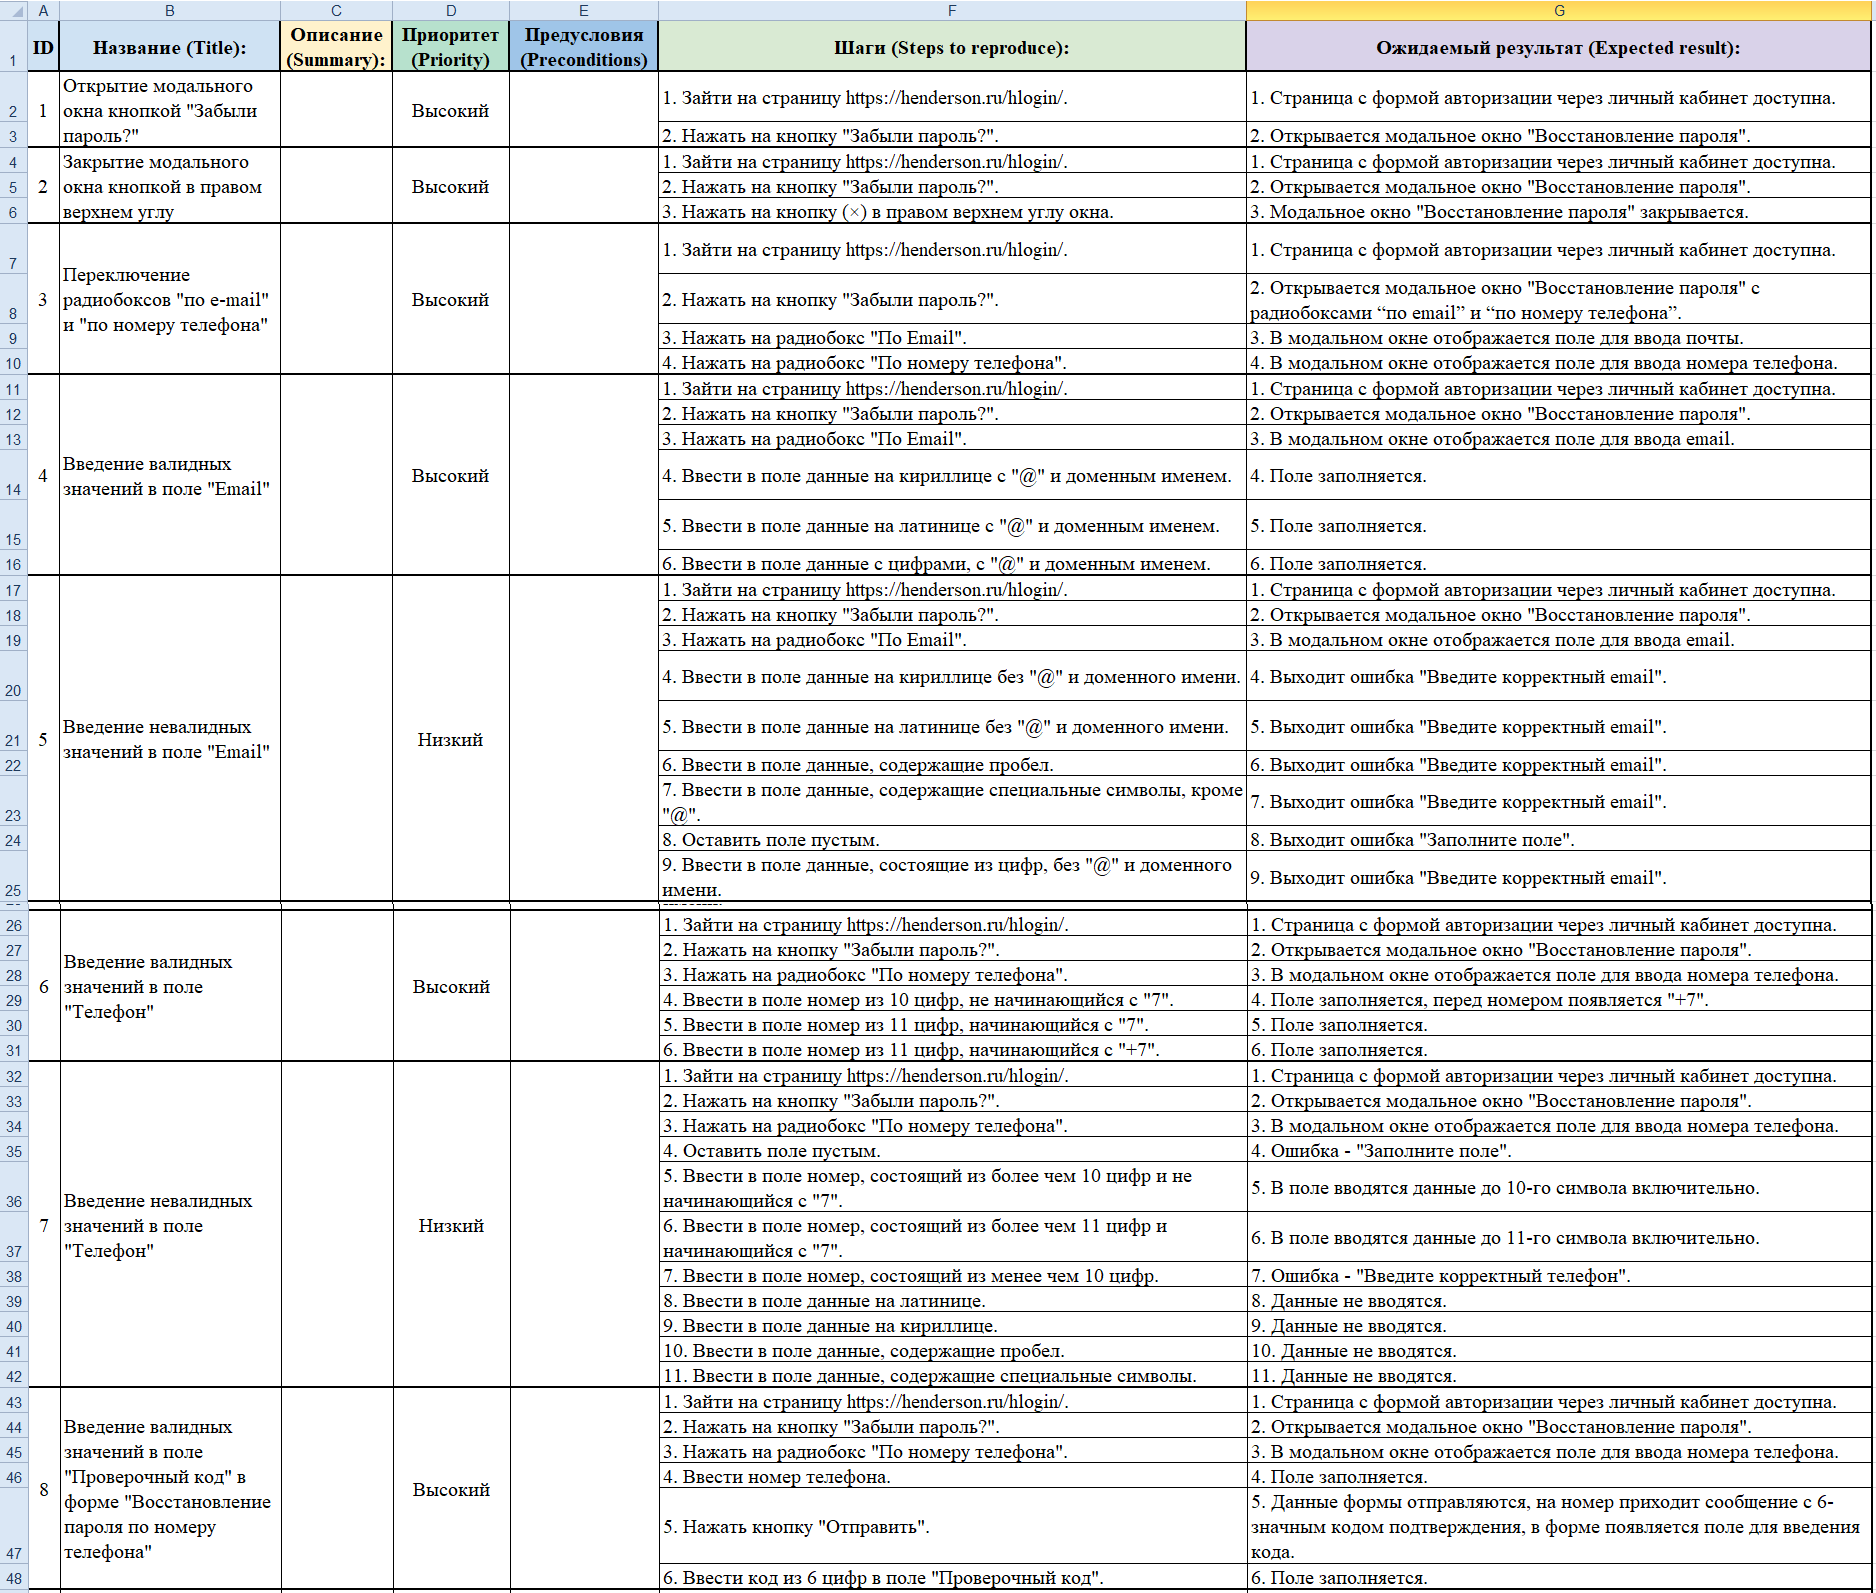 A B C D E F G
1 ID Название (Title): Описание (Summary): Приоритет (Priority) Предусловия (Preconditions) Шаги (Steps to reproduce): Ожидаемый результат (Expected result):
1 Открытие модального окна кнопкой "Забыли пароль?" Высокий
2 1. Зайти на страницу https://henderson.ru/hlogin/. 1. Страница с формой авторизации через личный кабинет доступна.
3 2. Нажать на кнопку "Забыли пароль?". 2. Открывается модальное окно "Восстановление пароля".
2 Закрытие модального окна кнопкой в правом верхнем углу Высокий
4 1. Зайти на страницу https://henderson.ru/hlogin/. 1. Страница с формой авторизации через личный кабинет доступна.
5 2. Нажать на кнопку "Забыли пароль?". 2. Открывается модальное окно "Восстановление пароля".
6 3. Нажать на кнопку (×) в правом верхнем углу окна. 3. Модальное окно "Восстановление пароля" закрывается.
3 Переключение радиобоксов "по e-mail" и "по номеру телефона" Высокий
7 1. Зайти на страницу https://henderson.ru/hlogin/. 1. Страница с формой авторизации через личный кабинет доступна.
8 2. Нажать на кнопку "Забыли пароль?". 2. Открывается модальное окно "Восстановление пароля" с радиобоксами “по email” и “по номеру телефона”.
9 3. Нажать на радиобокс "По Email". 3. В модальном окне отображается поле для ввода почты.
10 4. Нажать на радиобокс "По номеру телефона". 4. В модальном окне отображается поле для ввода номера телефона.
4 Введение валидных значений в поле "Email" Высокий
11 1. Зайти на страницу https://henderson.ru/hlogin/. 1. Страница с формой авторизации через личный кабинет доступна.
12 2. Нажать на кнопку "Забыли пароль?". 2. Открывается модальное окно "Восстановление пароля".
13 3. Нажать на радиобокс "По Email". 3. В модальном окне отображается поле для ввода email.
14 4. Ввести в поле данные на кириллице с "@" и доменным именем. 4. Поле заполняется.
15 5. Ввести в поле данные на латинице с "@" и доменным именем. 5. Поле заполняется.
16 6. Ввести в поле данные с цифрами, с "@" и доменным именем. 6. Поле заполняется.
5 Введение невалидных значений в поле "Email" Низкий
17 1. Зайти на страницу https://henderson.ru/hlogin/. 1. Страница с формой авторизации через личный кабинет доступна.
18 2. Нажать на кнопку "Забыли пароль?". 2. Открывается модальное окно "Восстановление пароля".
19 3. Нажать на радиобокс "По Email". 3. В модальном окне отображается поле для ввода email.
20 4. Ввести в поле данные на кириллице без "@" и доменного имени. 4. Выходит ошибка "Введите корректный email".
21 5. Ввести в поле данные на латинице без "@" и доменного имени. 5. Выходит ошибка "Введите корректный email".
22 6. Ввести в поле данные, содержащие пробел. 6. Выходит ошибка "Введите корректный email".
23 7. Ввести в поле данные, содержащие специальные символы, кроме "@". 7. Выходит ошибка "Введите корректный email".
24 8. Оставить поле пустым. 8. Выходит ошибка "Заполните поле".
25 9. Ввести в поле данные, состоящие из цифр, без "@" и доменного имени. 9. Выходит ошибка "Введите корректный email".
6 Введение валидных значений в поле "Телефон" Высокий
26 1. Зайти на страницу https://henderson.ru/hlogin/. 1. Страница с формой авторизации через личный кабинет доступна.
27 2. Нажать на кнопку "Забыли пароль?". 2. Открывается модальное окно "Восстановление пароля".
28 3. Нажать на радиобокс "По номеру телефона". 3. В модальном окне отображается поле для ввода номера телефона.
29 4. Ввести в поле номер из 10 цифр, не начинающийся с "7". 4. Поле заполняется, перед номером появляется "+7".
30 5. Ввести в поле номер из 11 цифр, начинающийся с "7". 5. Поле заполняется.
31 6. Ввести в поле номер из 11 цифр, начинающийся с "+7". 6. Поле заполняется.
7 Введение невалидных значений в поле "Телефон" Низкий
32 1. Зайти на страницу https://henderson.ru/hlogin/. 1. Страница с формой авторизации через личный кабинет доступна.
33 2. Нажать на кнопку "Забыли пароль?". 2. Открывается модальное окно "Восстановление пароля".
34 3. Нажать на радиобокс "По номеру телефона". 3. В модальном окне отображается поле для ввода номера телефона.
35 4. Оставить поле пустым. 4. Ошибка - "Заполните поле".
36 5. Ввести в поле номер, состоящий из более чем 10 цифр и не начинающийся с "7". 5. В поле вводятся данные до 10-го символа включительно.
37 6. Ввести в поле номер, состоящий из более чем 11 цифр и начинающийся с "7". 6. В поле вводятся данные до 11-го символа включительно.
38 7. Ввести в поле номер, состоящий из менее чем 10 цифр. 7. Ошибка - "Введите корректный телефон".
39 8. Ввести в поле данные на латинице. 8. Данные не вводятся.
40 9. Ввести в поле данные на кириллице. 9. Данные не вводятся.
41 10. Ввести в поле данные, содержащие пробел. 10. Данные не вводятся.
42 11. Ввести в поле данные, содержащие специальные символы. 11. Данные не вводятся.
8 Введение валидных значений в поле "Проверочный код" в форме "Восстановление пароля по номеру телефона" Высокий
43 1. Зайти на страницу https://henderson.ru/hlogin/. 1. Страница с формой авторизации через личный кабинет доступна.
44 2. Нажать на кнопку "Забыли пароль?". 2. Открывается модальное окно "Восстановление пароля".
45 3. Нажать на радиобокс "По номеру телефона". 3. В модальном окне отображается поле для ввода номера телефона.
46 4. Ввести номер телефона. 4. Поле заполняется.
47 5. Нажать кнопку "Отправить". 5. Данные формы отправляются, на номер приходит сообщение с 6-значным кодом подтверждения, в форме появляется поле для введения кода.
48 6. Ввести код из 6 цифр в поле "Проверочный код". 6. Поле заполняется.